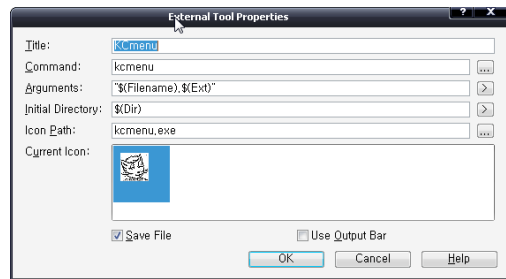 External Tool Properties
? X
Title: KCmenu
Command: kcmenu ...
Arguments: "$(Filename).$(Ext)" >
Initial Directory: $(Dir) >
Icon Path: kcmenu.exe ...
Current Icon:
Save File Use Output Bar
OK Cancel Help